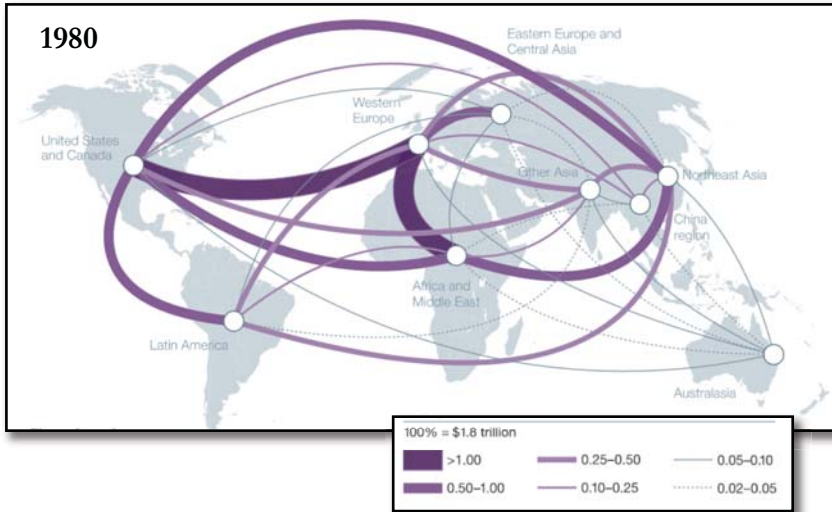 1980
Eastern Europe and
Central Asia
Western
Europe
United States
and Canada
Other Asia
Northeast Asia
China
region
Africa and
Middle East
Latin America
Australasia
100% = $1.8 trillion
>1.00
0.25–0.50
0.05–0.10
0.50–1.00
0.10–0.25
0.02–0.05